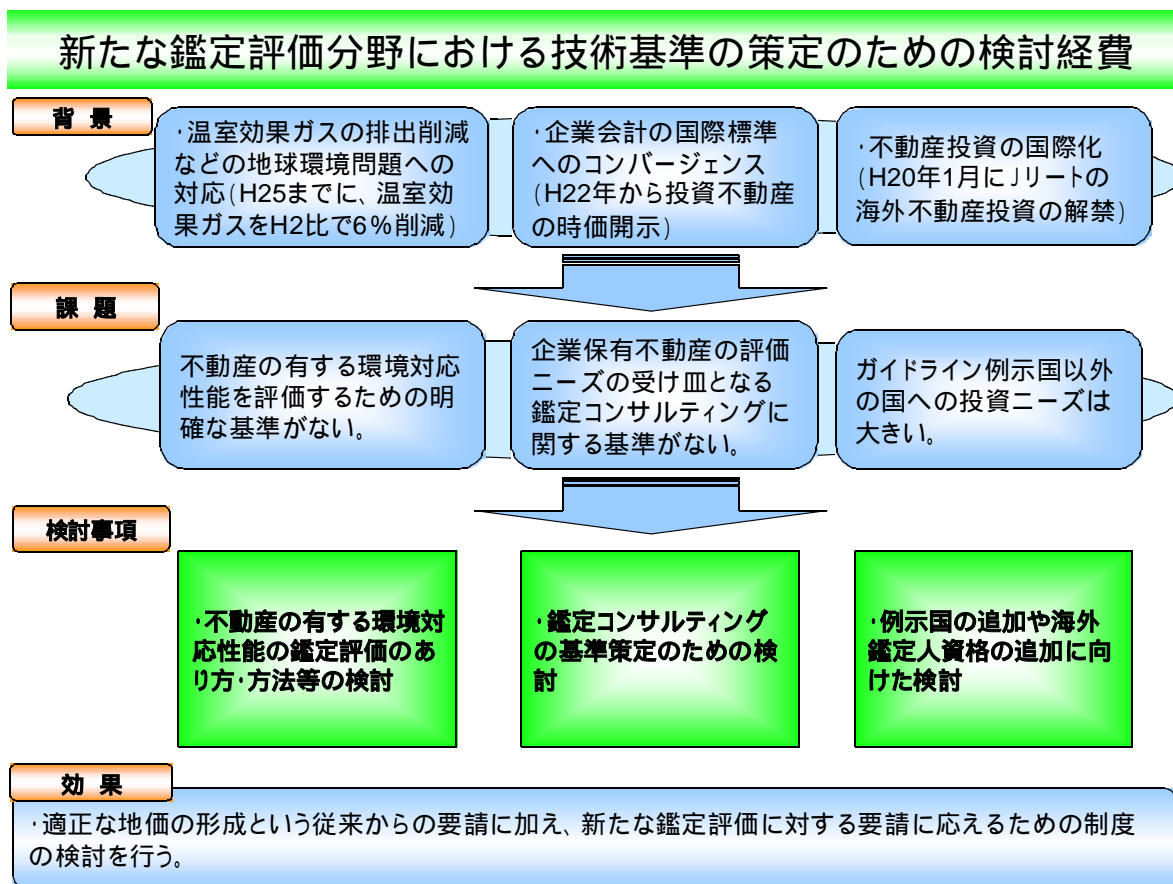 新たな鑑定評価分野における技術基準の策定のための検討経費
背 景
・温室効果ガスの排出削減
などの地球環境問題への
対応(H25までに、温室効
果ガスをH2比で6%削減)
・企業会計の国際標準
へのコンバージェンス
(H22年から投資不動産
の時価開示)
・不動産投資の国際化
(H20年1月にJリートの
海外不動産投資の解禁)
課 題
不動産の有する環境対応
性能を評価するための明
確な基準がない。
企業保有不動産の評価
ニーズの受け皿となる
鑑定コンサルティングに
関する基準がない。
ガイドライン例示国以外
の国への投資ニーズは
大きい。
検討事項
・不動産の有する環境対
応性能の鑑定評価のあ
り方・方法等の検討
・鑑定コンサルティング
の基準策定のための検
討
・例示国の追加や海外
鑑定人資格の追加に向
けた検討
効 果
・適正な地価の形成という従来からの要請に加え、新たな鑑定評価に対する要請に応えるための制度
の検討を行う。